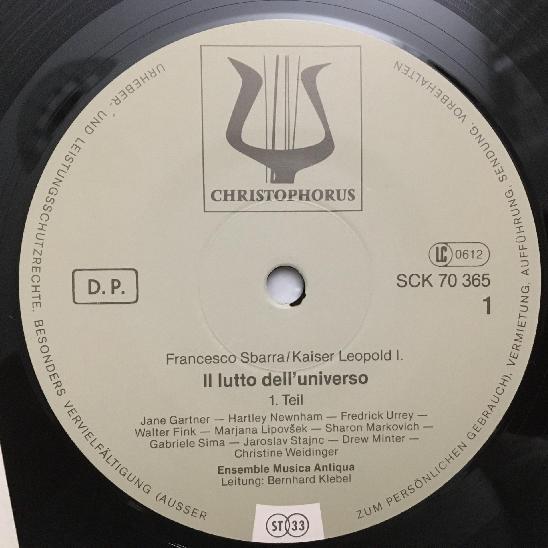 CHRISTOPHORUS
LC 0612
D.P.
SCK 70 365
1
Francesco Sbarra/Kaiser Leopold I.
Il lutto dell'universo
1. Teil
Jane Gartner — Hartley Newnham — Fredrick Urrey —
Walter Fink — Marjana Lipovšek — Sharon Markovich —
Gabriele Sima — Jaroslav Stajnc — Drew Minter —
Christine Weidinger
Ensemble Musica Antiqua
Leitung: Bernhard Klebel
ST 33
URHEBER- UND LEISTUNGSSCHUTZRECHTE, BESONDERS VERVIELFÄLTIGUNG (AUSSER ZUM PERSÖNLICHEN GEBRAUCH), VERMIETUNG, AUFFÜHRUNG, SENDUNG, VORBEHALTEN